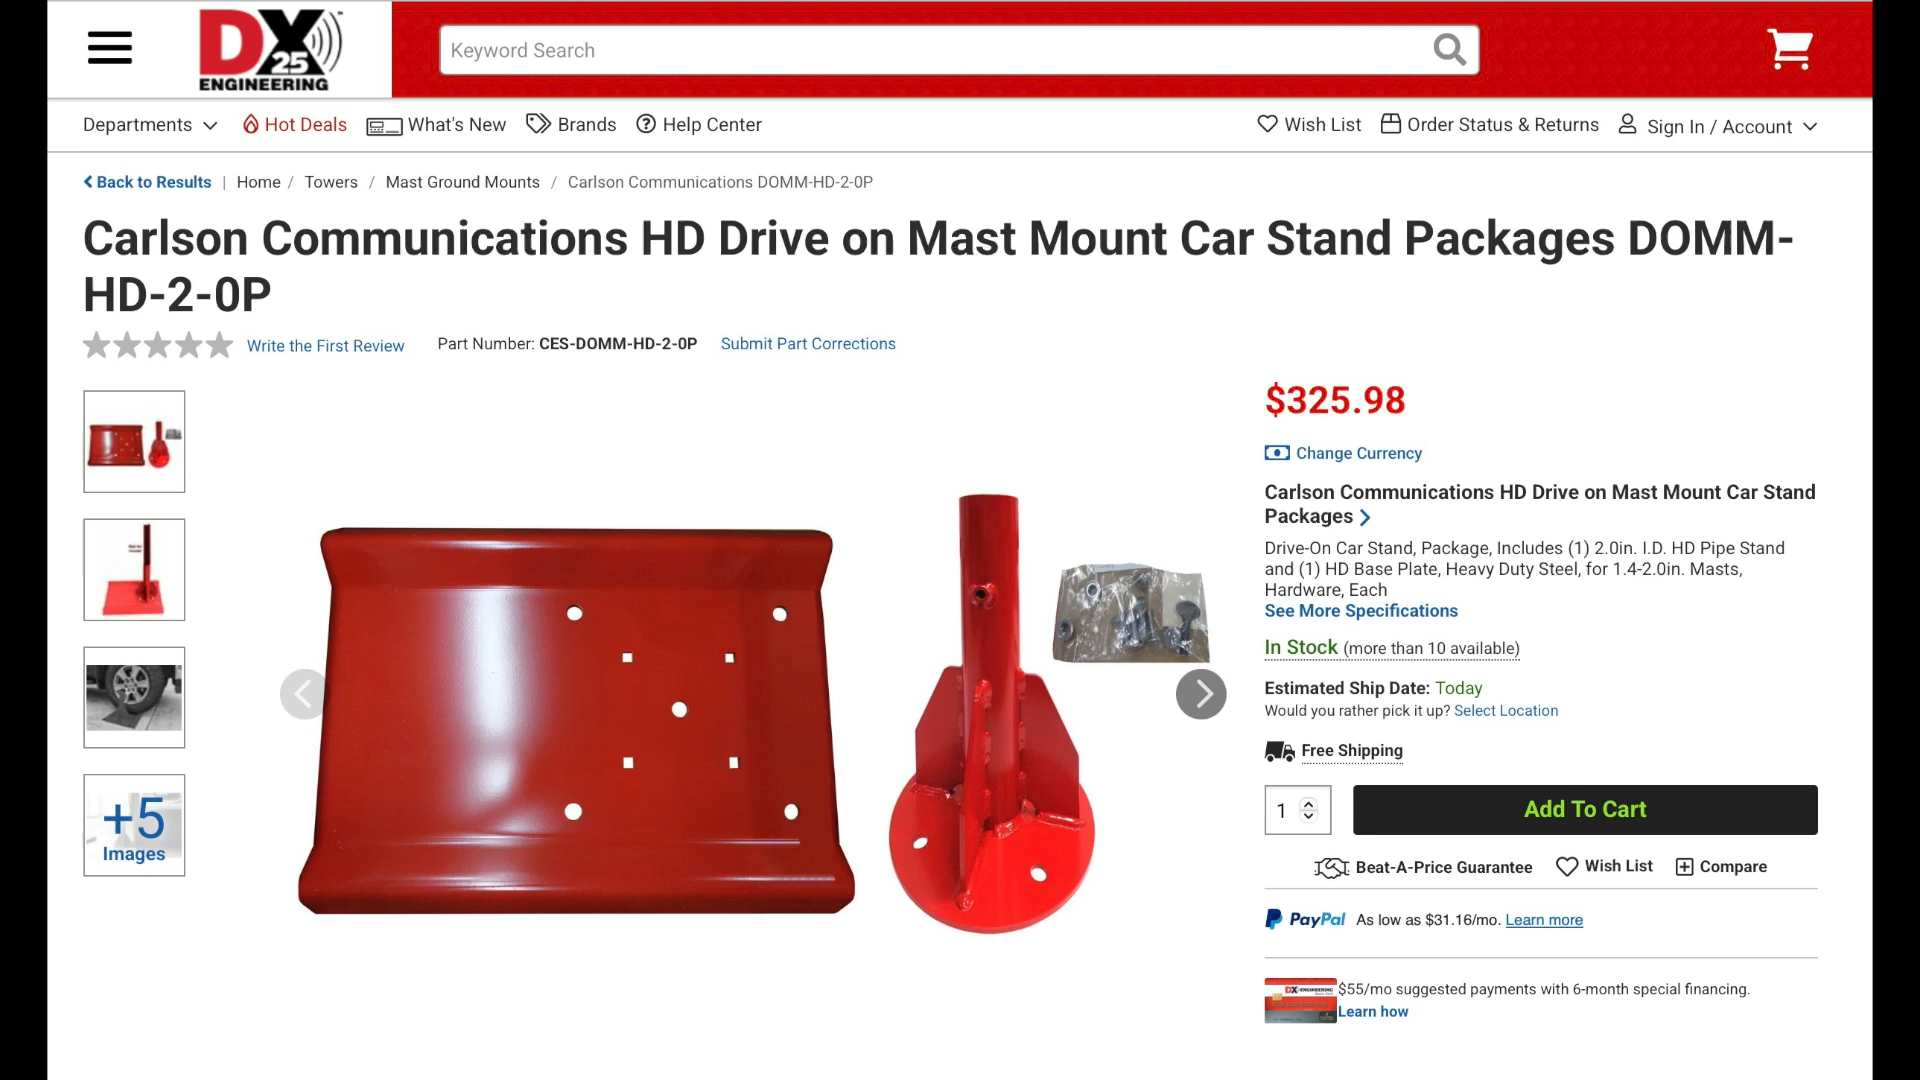 DX
25
ENGINEERING
Keyword Search
Departments
Hot Deals
What's New
Brands
Help Center
Wish List
Order Status & Returns
Sign In / Account
Back to Results | Home / Towers / Mast Ground Mounts / Carlson Communications DOMM-HD-2-0P
Carlson Communications HD Drive on Mast Mount Car Stand Packages DOMM-
HD-2-0P
Write the First Review
Part Number: CES-DOMM-HD-2-0P
Submit Part Corrections
+5
Images
$325.98
Change Currency
Carlson Communications HD Drive on Mast Mount Car Stand
Packages
Drive-On Car Stand, Package, Includes (1) 2.0in. I.D. HD Pipe Stand
and (1) HD Base Plate, Heavy Duty Steel, for 1.4-2.0in. Masts,
Hardware, Each
See More Specifications
In Stock (more than 10 available)
Estimated Ship Date: Today
Would you rather pick it up? Select Location
Free Shipping
1
Add To Cart
Beat-A-Price Guarantee
Wish List
Compare
PayPal As low as $31.16/mo. Learn more
DX ENGINEERING
$55/mo suggested payments with 6-month special financing.
Learn how